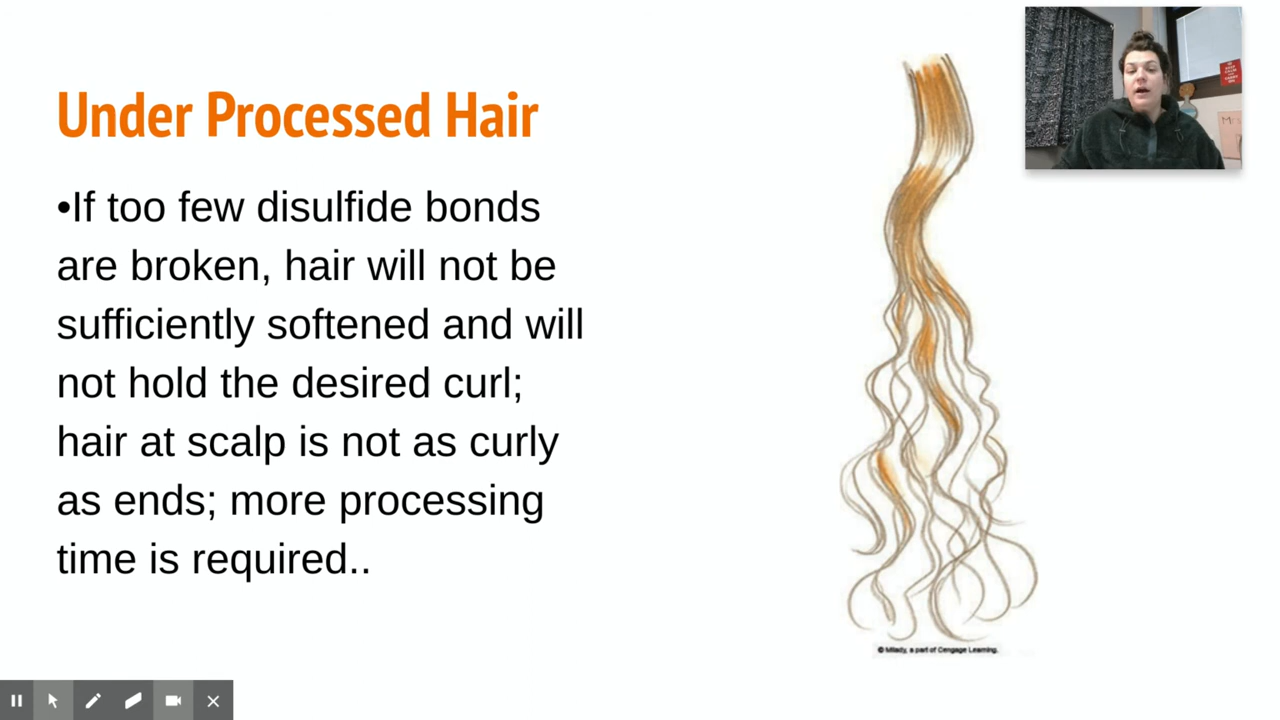 Under Processed Hair
•If too few disulfide bonds
are broken, hair will not be
sufficiently softened and will
not hold the desired curl;
hair at scalp is not as curly
as ends; more processing
time is required..
© Milady, a part of Cengage Learning.